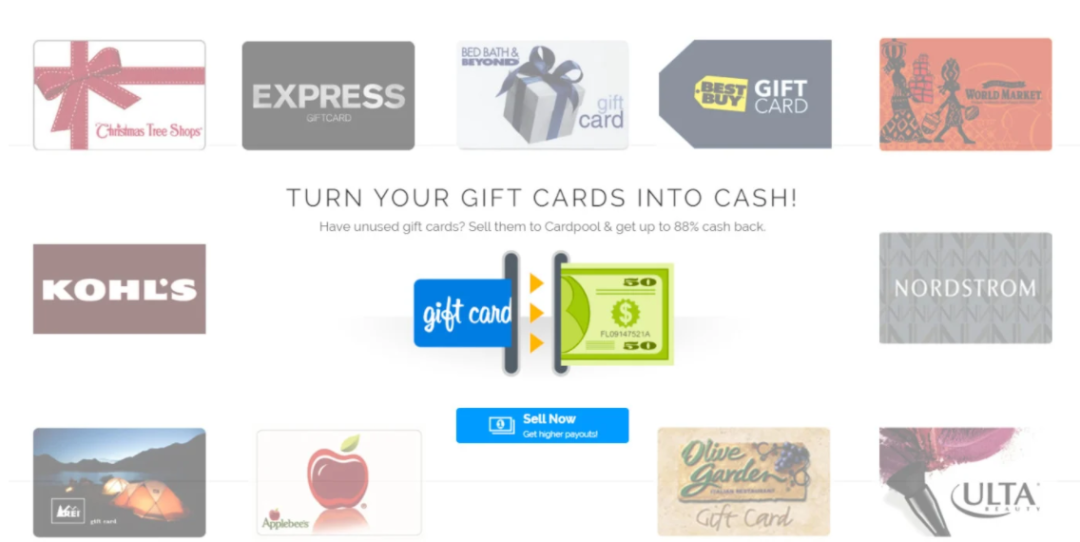 Christmas Tree Shops
EXPRESS
GIFTCARD
BED BATH &
BEYOND
gift
card
BEST
BUY
GIFT
CARD
WORLD MARKET
TURN YOUR GIFT CARDS INTO CASH!
Have unused gift cards? Sell them to Cardpool & get up to 88% cash back.
KOHL'S
NORDSTROM
gift card
50
$
FL09147521A
50
Sell Now
Get higher payouts!
REI
gift card
Applebee's
Olive
Garden
ITALIAN RESTAURANT
Gift Card
ULTA
BEAUTY